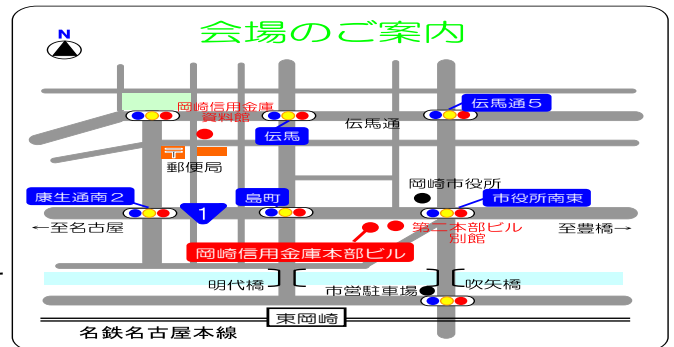 会場のご案内
N
岡崎信用金庫
資料館
伝馬通5
伝馬
伝馬通
〒
郵便局
岡崎市役所
康生通南2
島町
市役所南東
1
←至名古屋
第二本部ビル
別館
至豊橋→
岡崎信用金庫本部ビル
明代橋
市営駐車場
吹矢橋
東岡崎
名鉄名古屋本線